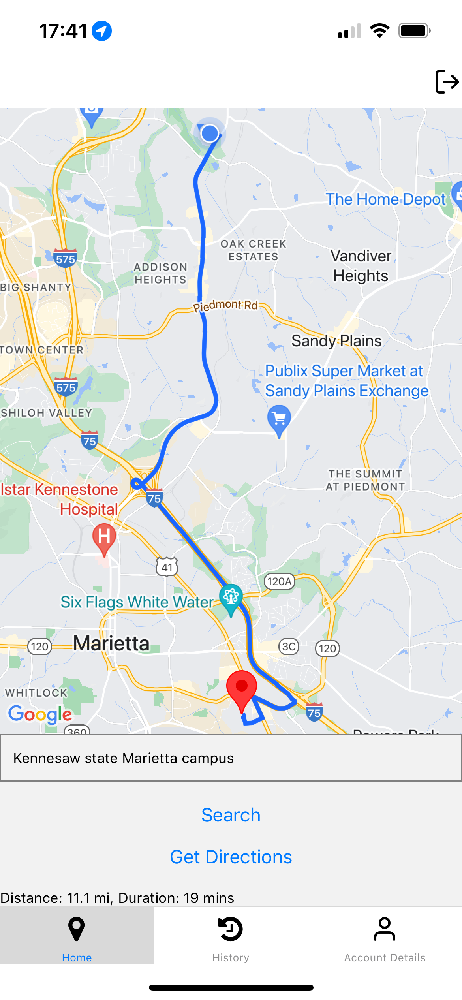 17:41
The Home Depot
OAK CREEK
ESTATES
Vandiver
Heights
575
ADDISON
HEIGHTS
BIG SHANTY
Piedmont Rd
Sandy Plains
TOWN CENTER
Publix Super Market at
Sandy Plains Exchange
575
SHILOH VALLEY
75
THE SUMMIT
AT PIEDMONT
lstar Kennestone
Hospital
75
H
41
120A
Six Flags White Water
Marietta
120
3C
120
WHITLOCK
Google
75
360
Powers Park
Kennesaw state Marietta campus
Search
Get Directions
Distance: 11.1 mi, Duration: 19 mins
Home
History
Account Details